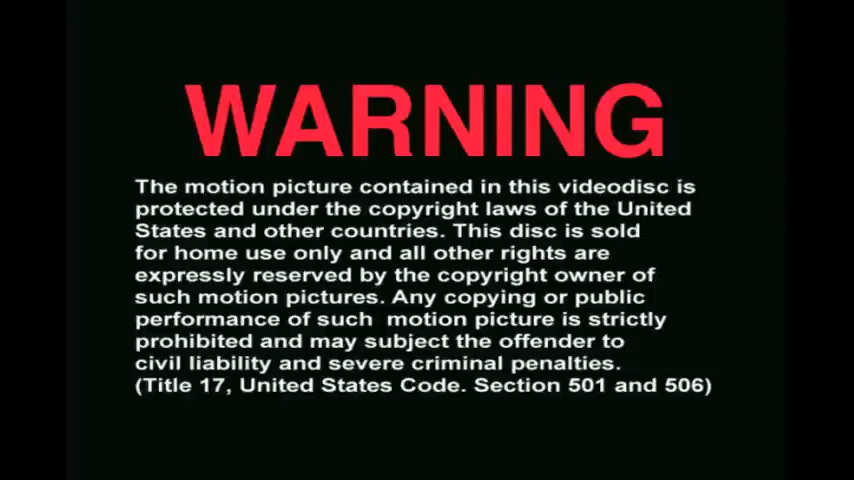 WARNING
The motion picture contained in this videodisc is
protected under the copyright laws of the United
States and other countries. This disc is sold
for home use only and all other rights are
expressly reserved by the copyright owner of
such motion pictures. Any copying or public
performance of such  motion picture is strictly
prohibited and may subject the offender to
civil liability and severe criminal penalties.
(Title 17, United States Code. Section 501 and 506)